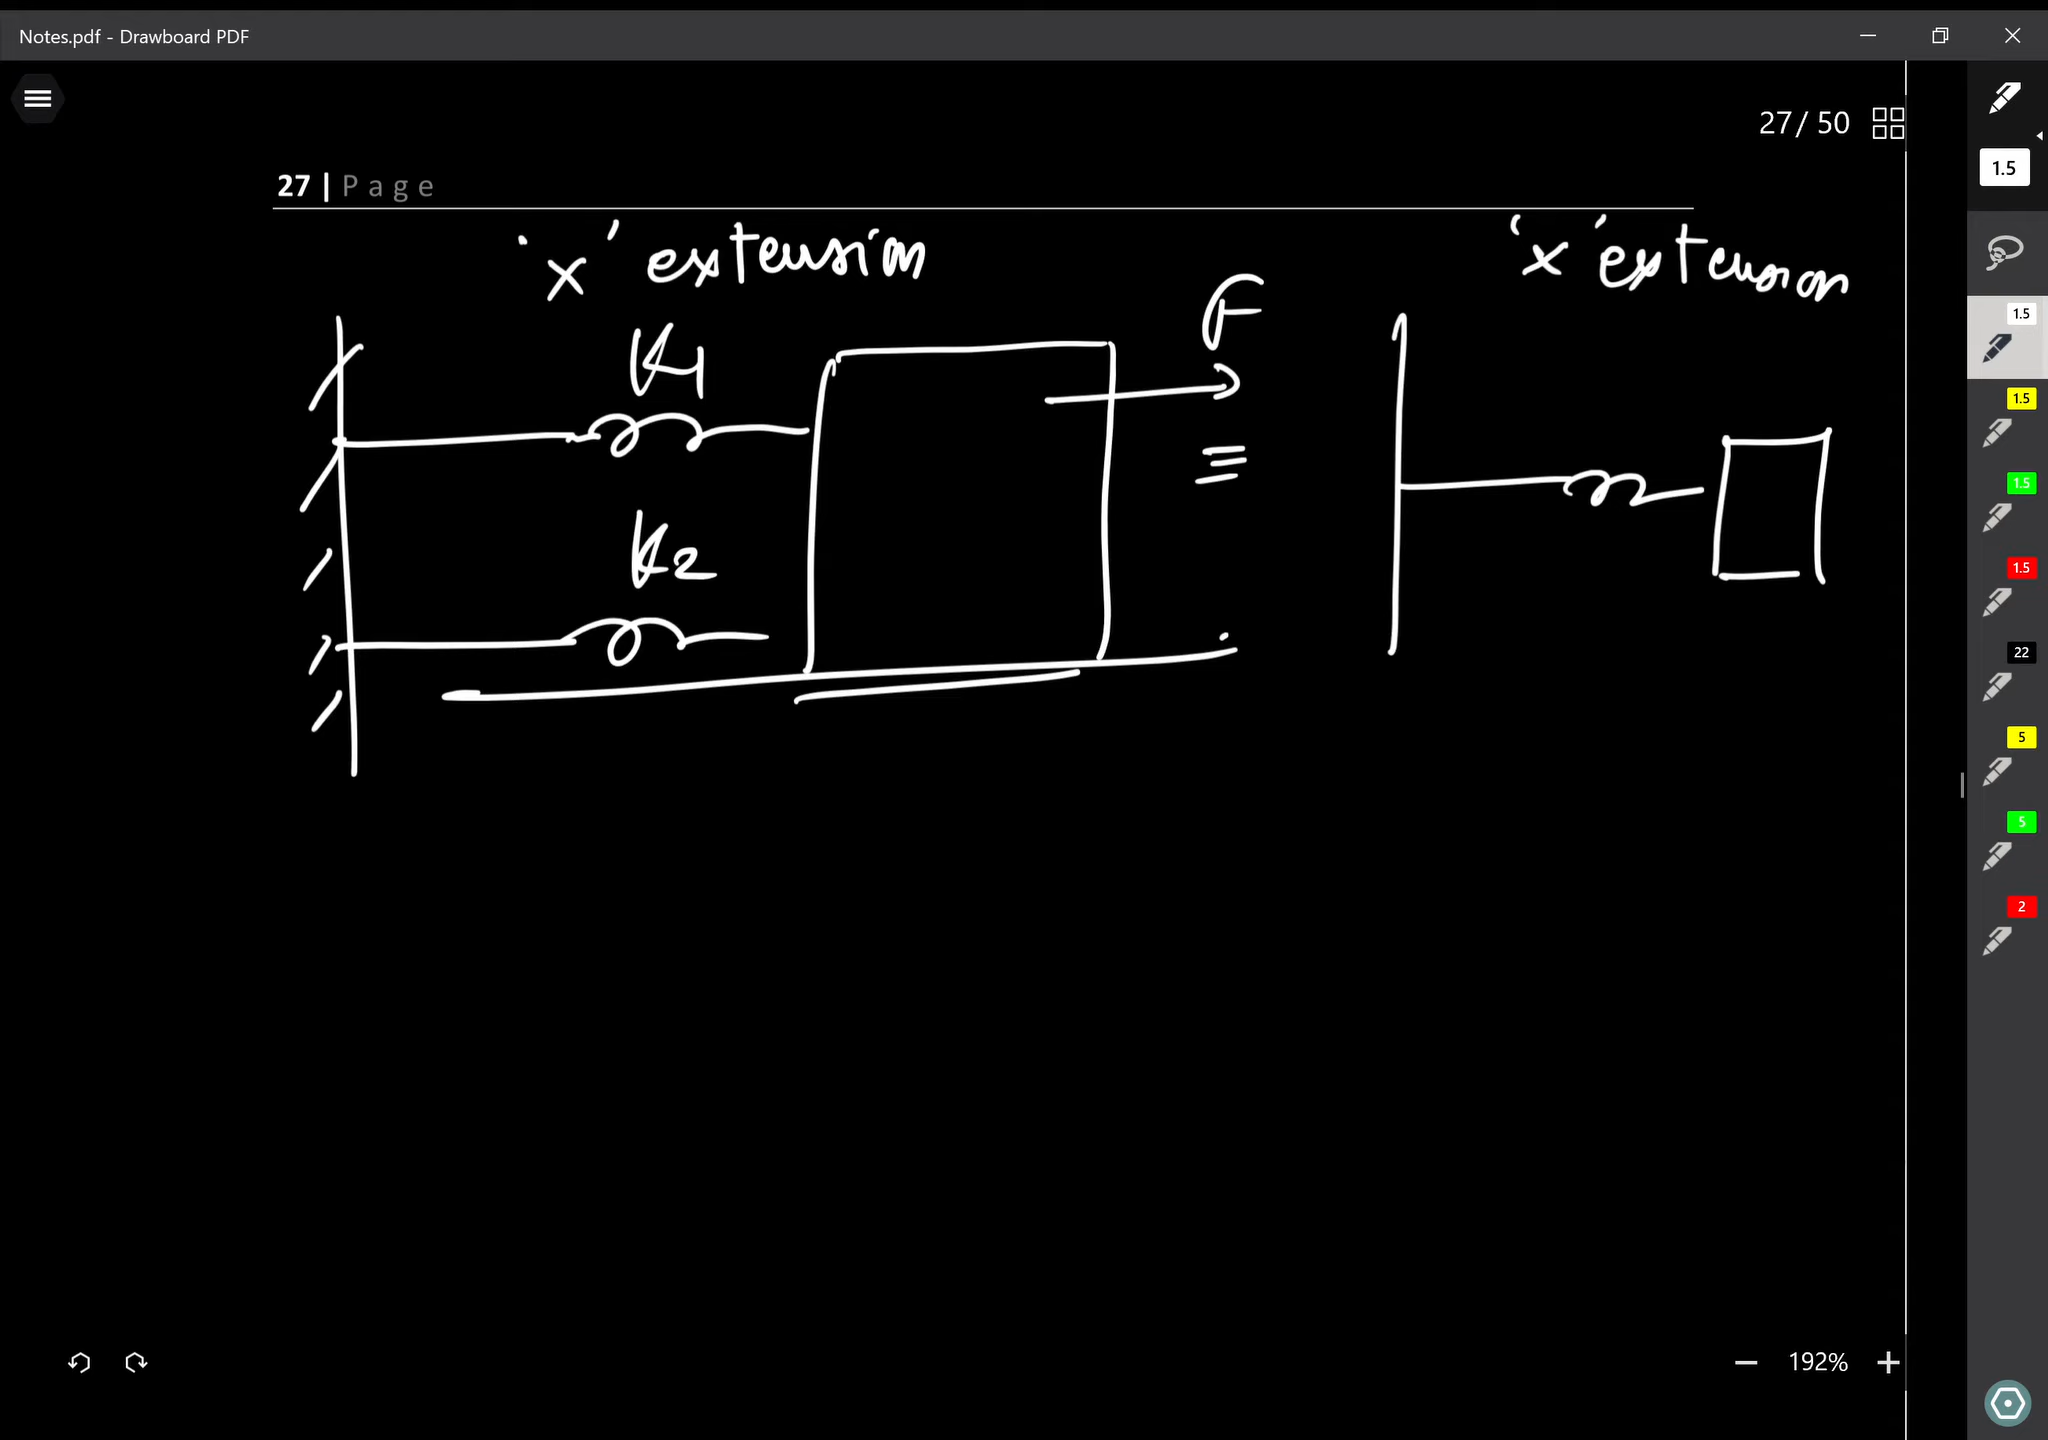 Notes.pdf - Drawboard PDF
27/ 50
27 | Page
1.5
'x' extension
'x' extension
F
K1
≡
K2
1.5
1.5
1.5
1.5
22
5
5
2
192%